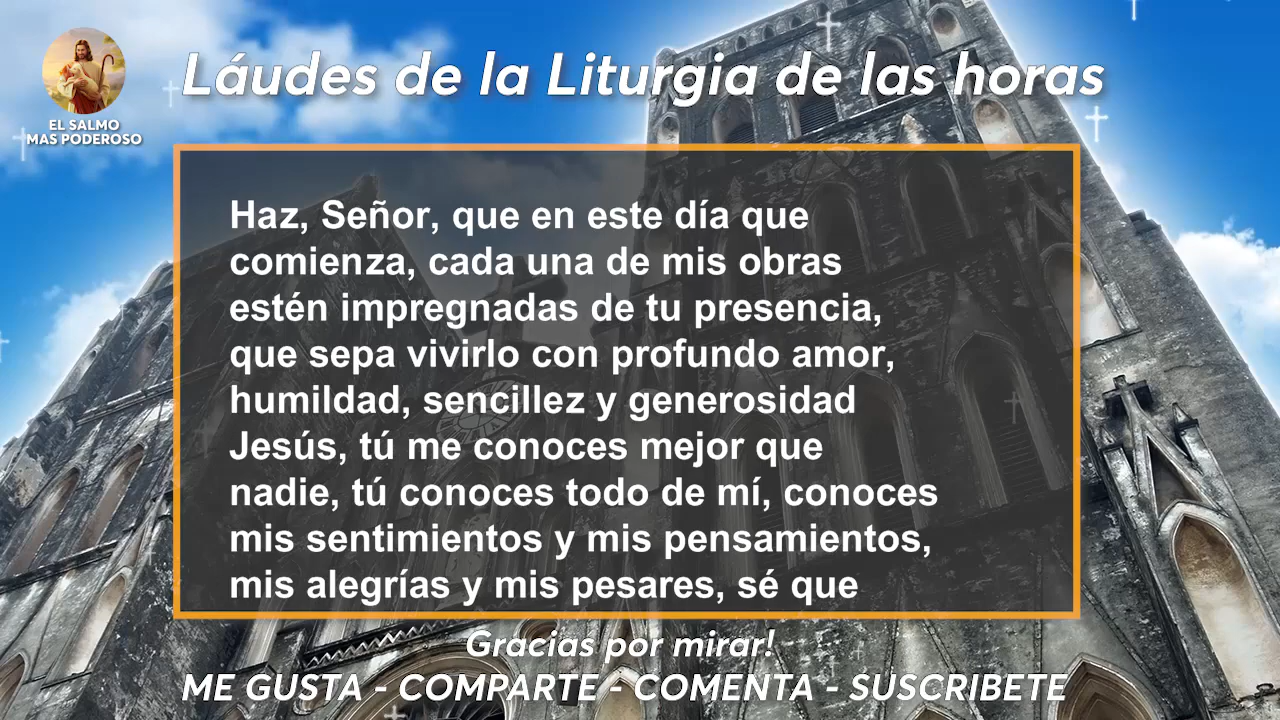 Láudes de la Liturgia de las horas
EL SALMO
MAS PODEROSO
Haz, Señor, que en este día que
comienza, cada una de mis obras
estén impregnadas de tu presencia,
que sepa vivirlo con profundo amor,
humildad, sencillez y generosidad
Jesús, tú me conoces mejor que
nadie, tú conoces todo de mí, conoces
mis sentimientos y mis pensamientos,
mis alegrías y mis pesares, sé que
Gracias por mirar!
ME GUSTA - COMPARTE - COMENTA - SUSCRIBETE